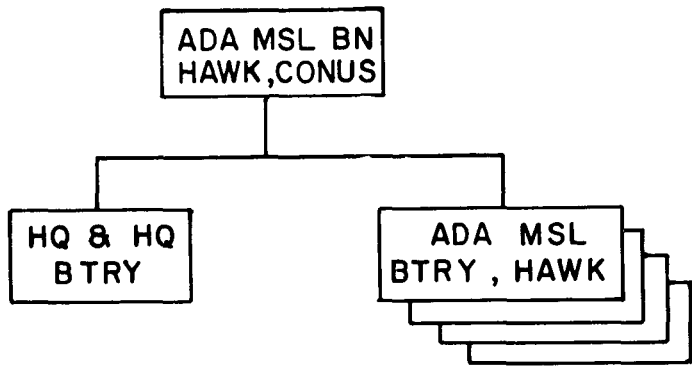 ADA MSL BN
HAWK, CONUS
HQ & HQ
BTRY
ADA MSL
BTRY, HAWK